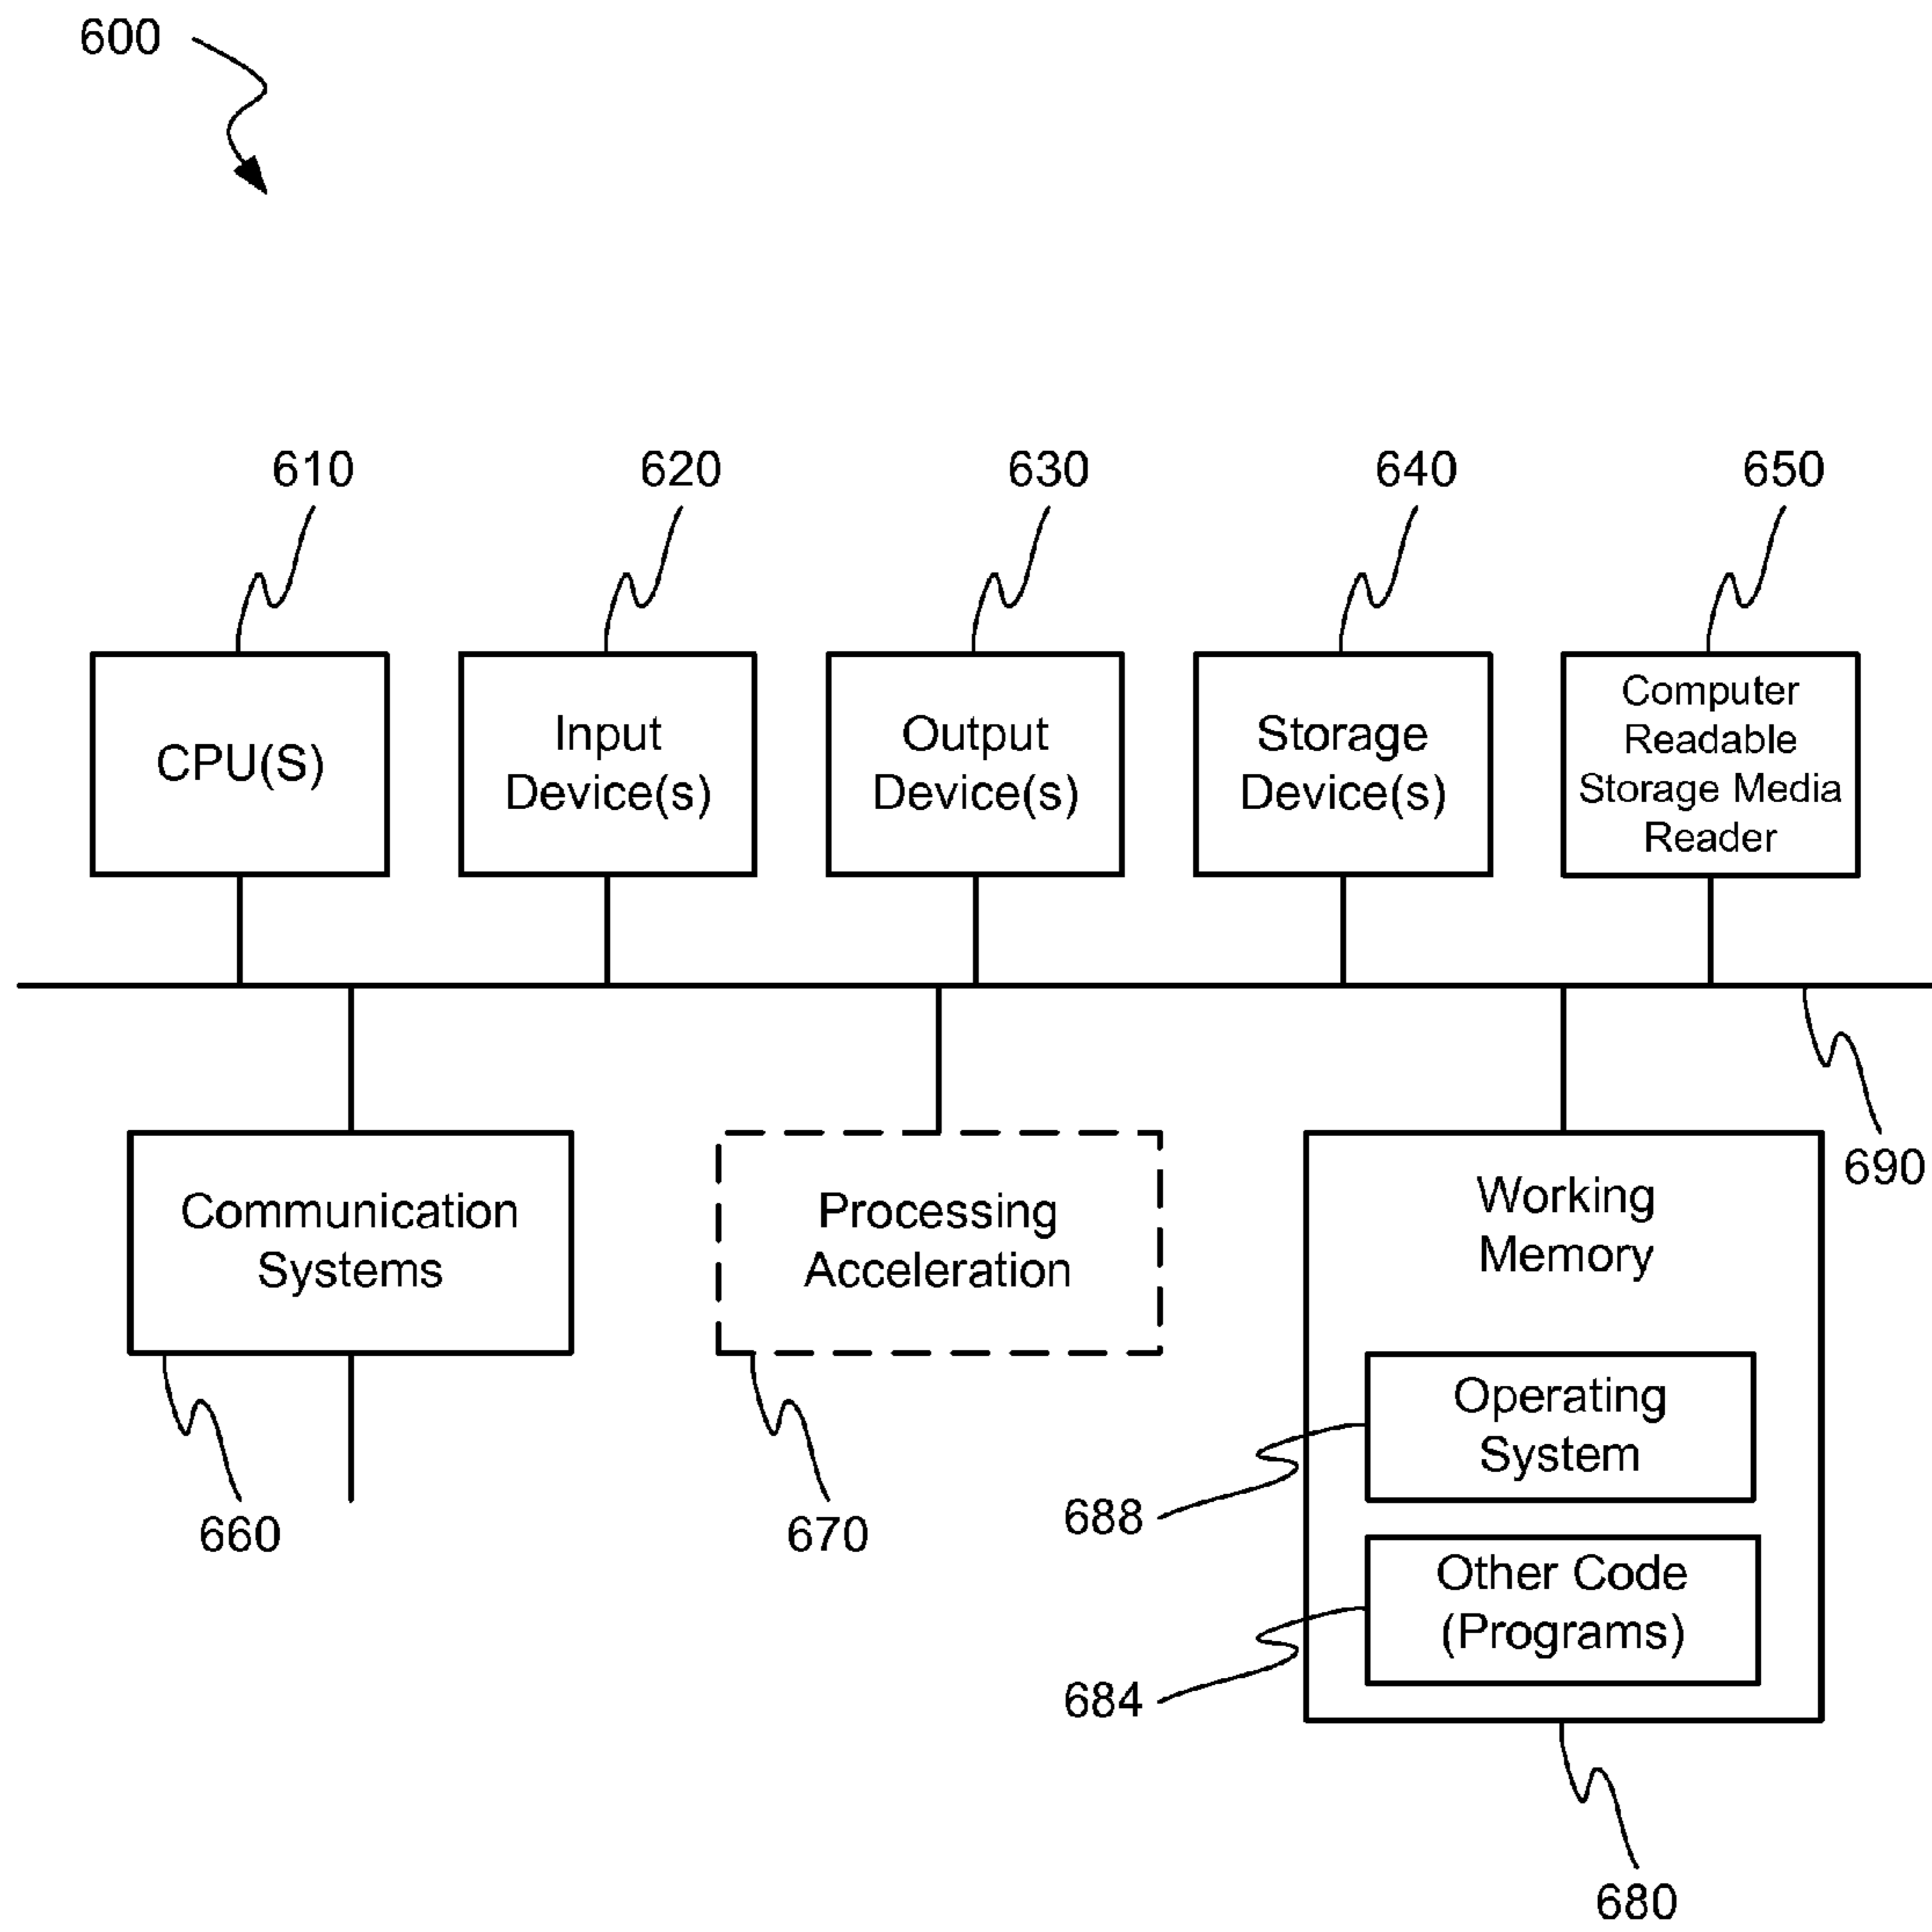 600
610
620
630
640
650
CPU(S)
Input
Device(s)
Output
Device(s)
Storage
Device(s)
Computer
Readable
Storage Media
Reader
690
Communication
Systems
660
Processing
Acceleration
670
Working
Memory
Operating
System
688
Other Code
(Programs)
684
680